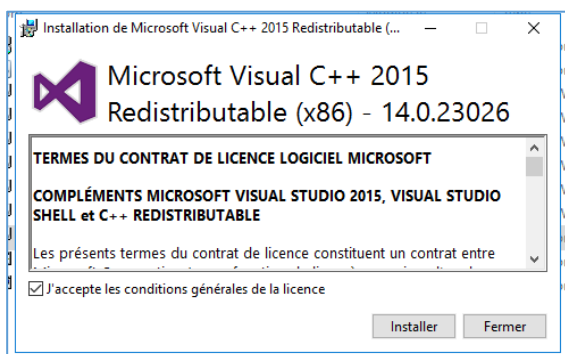 Installation de Microsoft Visual C++ 2015 Redistributable (...
Microsoft Visual C++ 2015
Redistributable (x86) - 14.0.23026
TERMES DU CONTRAT DE LICENCE LOGICIEL MICROSOFT
COMPLÉMENTS MICROSOFT VISUAL STUDIO 2015, VISUAL STUDIO
SHELL et C++ REDISTRIBUTABLE
Les présents termes du contrat de licence constituent un contrat entre
J'accepte les conditions générales de la licence
Installer Fermer